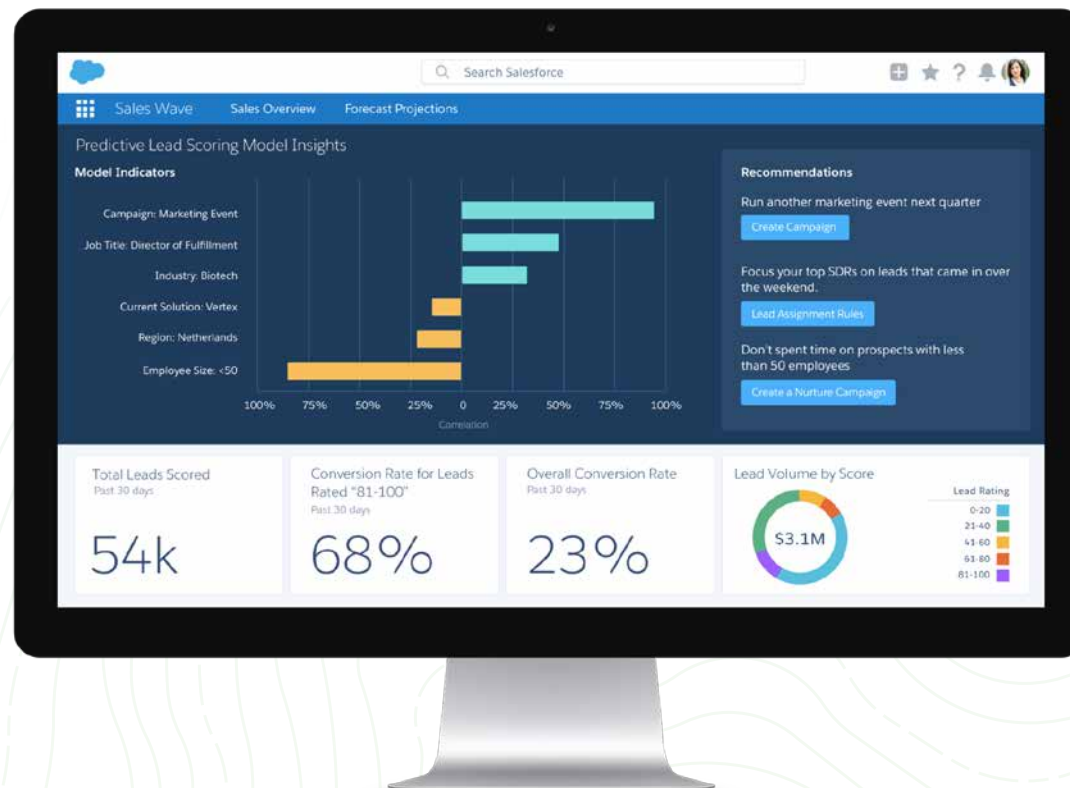 Search Salesforce
Sales Wave
Sales Overview
Forecast Projections
Predictive Lead Scoring Model Insights
Model Indicators
Campaign: Marketing Event
Job Title: Director of Fulfillment
Industry: Biotech
Current Solution: Vertex
Region: Netherlands
Employee Size: <50
100% 75% 50% 25% 0 25% 50% 75% 100%
Correlation
Recommendations
Run another marketing event next quarter
Create Campaign
Focus your top SDRs on leads that came in over
the weekend.
Lead Assignment Rules
Don't spent time on prospects with less
than 50 employees
Create a Nurture Campaign
Total Leads Scored
Past 30 days
54k
Conversion Rate for Leads
Rated "81-100"
Past 30 days
68%
Overall Conversion Rate
Past 30 days
23%
Lead Volume by Score
$3.1M
Lead Rating
0-20
21-40
41-60
61-80
81-100